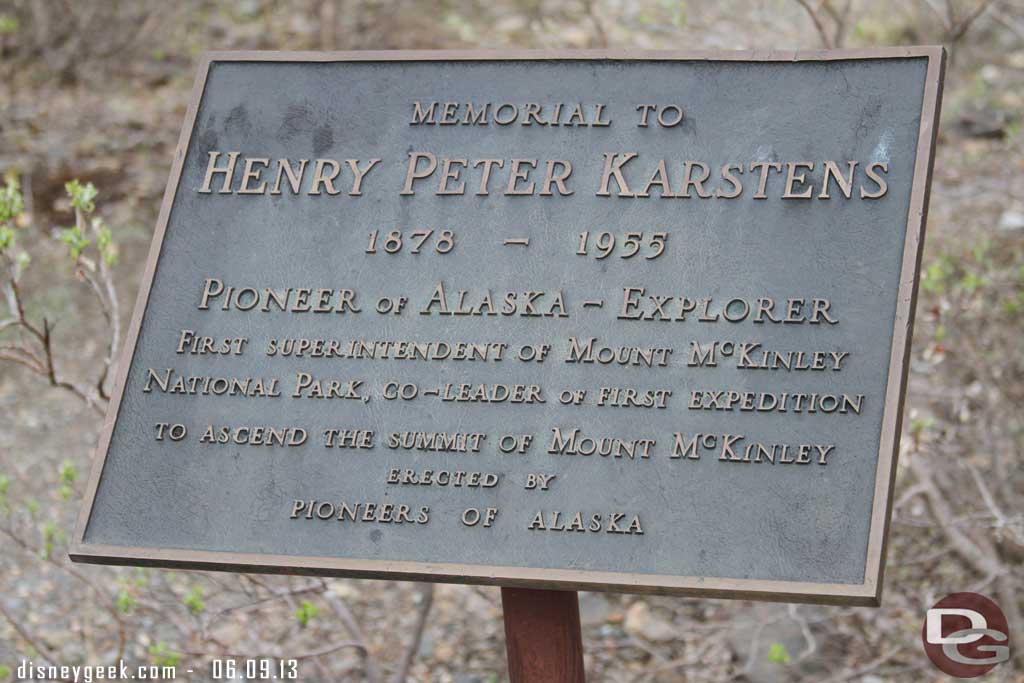 MEMORIAL TO
HENRY PETER KARSTENS
1878 - 1955
PIONEER OF ALASKA - EXPLORER
FIRST SUPERINTENDENT OF MOUNT McKINLEY
NATIONAL PARK, CO-LEADER OF FIRST EXPEDITION
TO ASCEND THE SUMMIT OF MOUNT McKINLEY
ERECTED BY
PIONEERS OF ALASKA
disneygeek.com - 06.09.13
DG